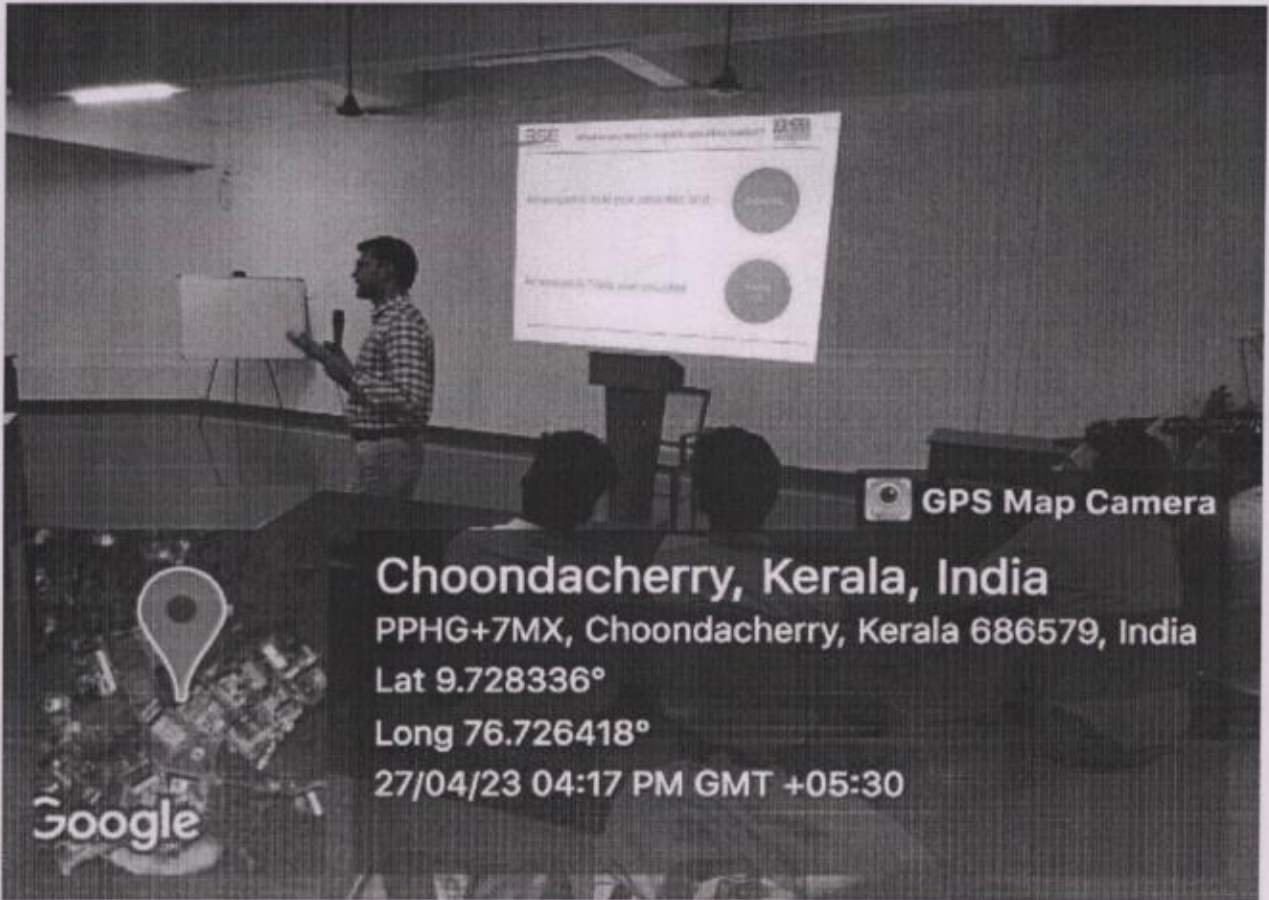 BSE
GPS Map Camera
Choondacherry, Kerala, India
PPHG+7MX, Choondacherry, Kerala 686579, India
Lat 9.728336°
Long 76.726418°
27/04/23 04:17 PM GMT +05:30
Google